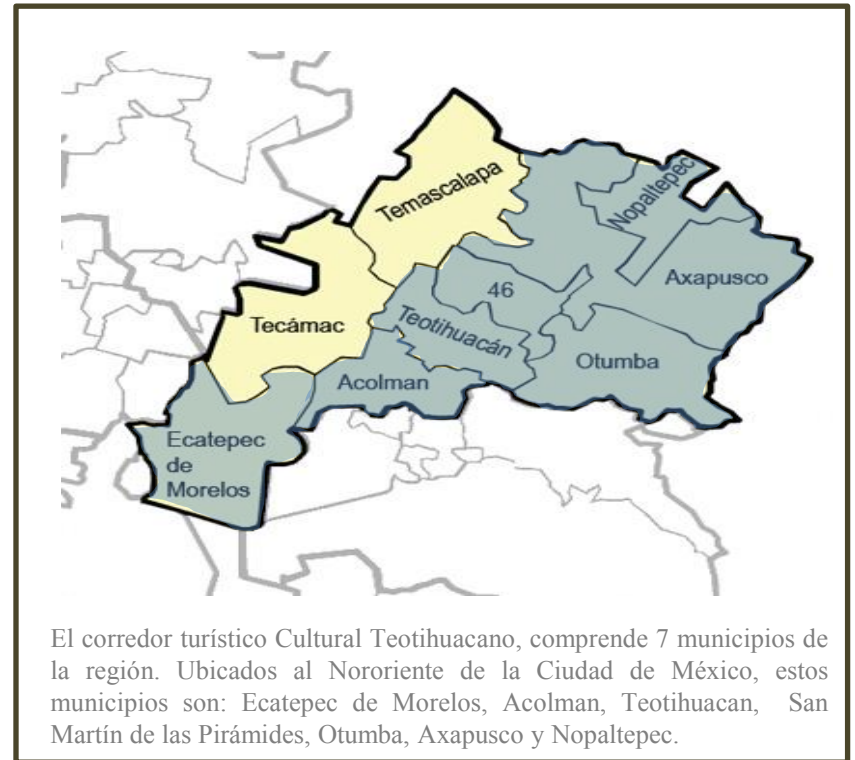 Temascalapa
Nopaltepec
46
Axapusco
Tecámac
Teotihuacán
Otumba
Acolman
Ecatepec
de
Morelos
El corredor turístico Cultural Teotihuacano, comprende 7 municipios de
la región. Ubicados al Nororiente de la Ciudad de México, estos
municipios son: Ecatepec de Morelos, Acolman, Teotihuacan, San
Martín de las Pirámides, Otumba, Axapusco y Nopaltepec.